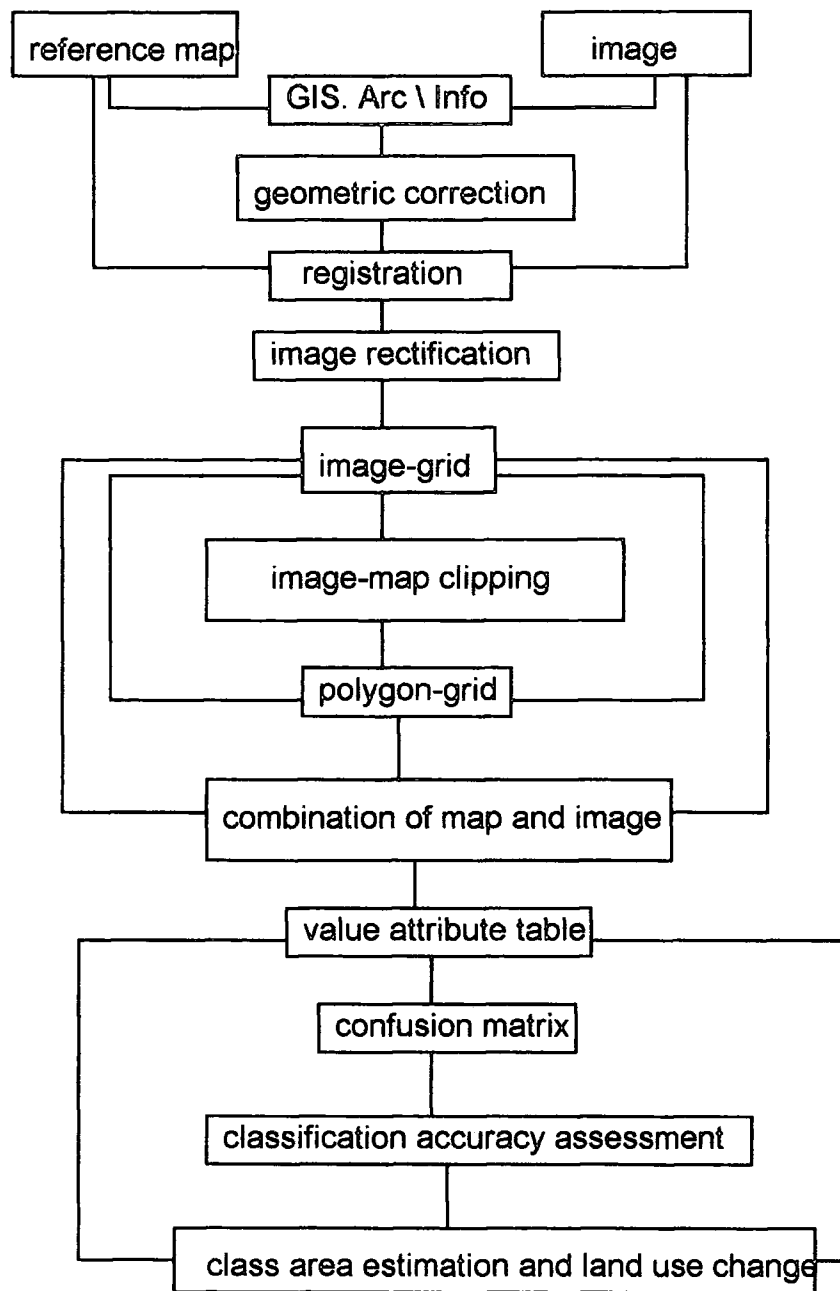 reference map
image
GIS. Arc \ Info
geometric correction
registration
image rectification
image-grid
image-map clipping
polygon-grid
combination of map and image
value attribute table
confusion matrix
classification accuracy assessment
class area estimation and land use change